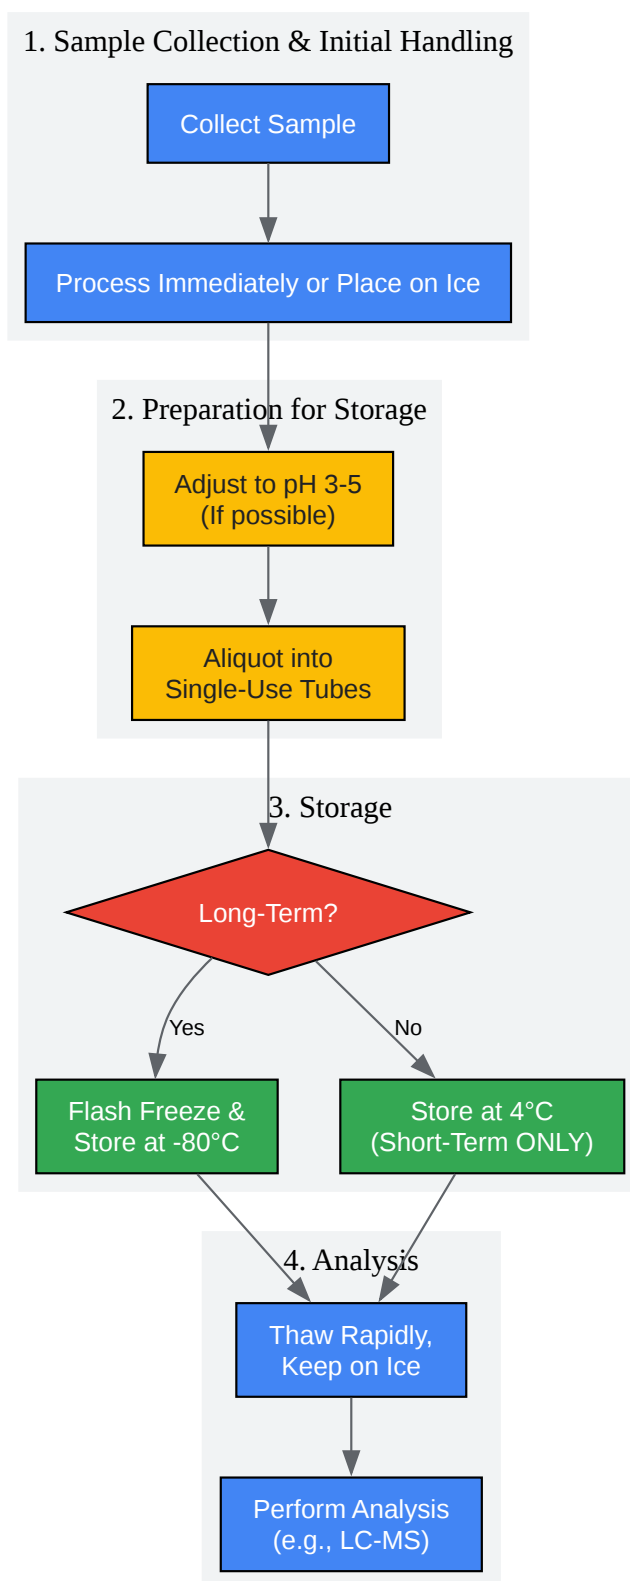 1. Sample Collection & Initial Handling
Collect Sample
Process Immediately or Place on Ice
2. Preparation for Storage
Adjust to pH 3-5
(If possible)
Aliquot into
Single-Use Tubes
3. Storage
Long-Term?
Yes
No
Flash Freeze &
Store at -80°C
Store at 4°C
(Short-Term ONLY)
4. Analysis
Thaw Rapidly,
Keep on Ice
Perform Analysis
(e.g., LC-MS)